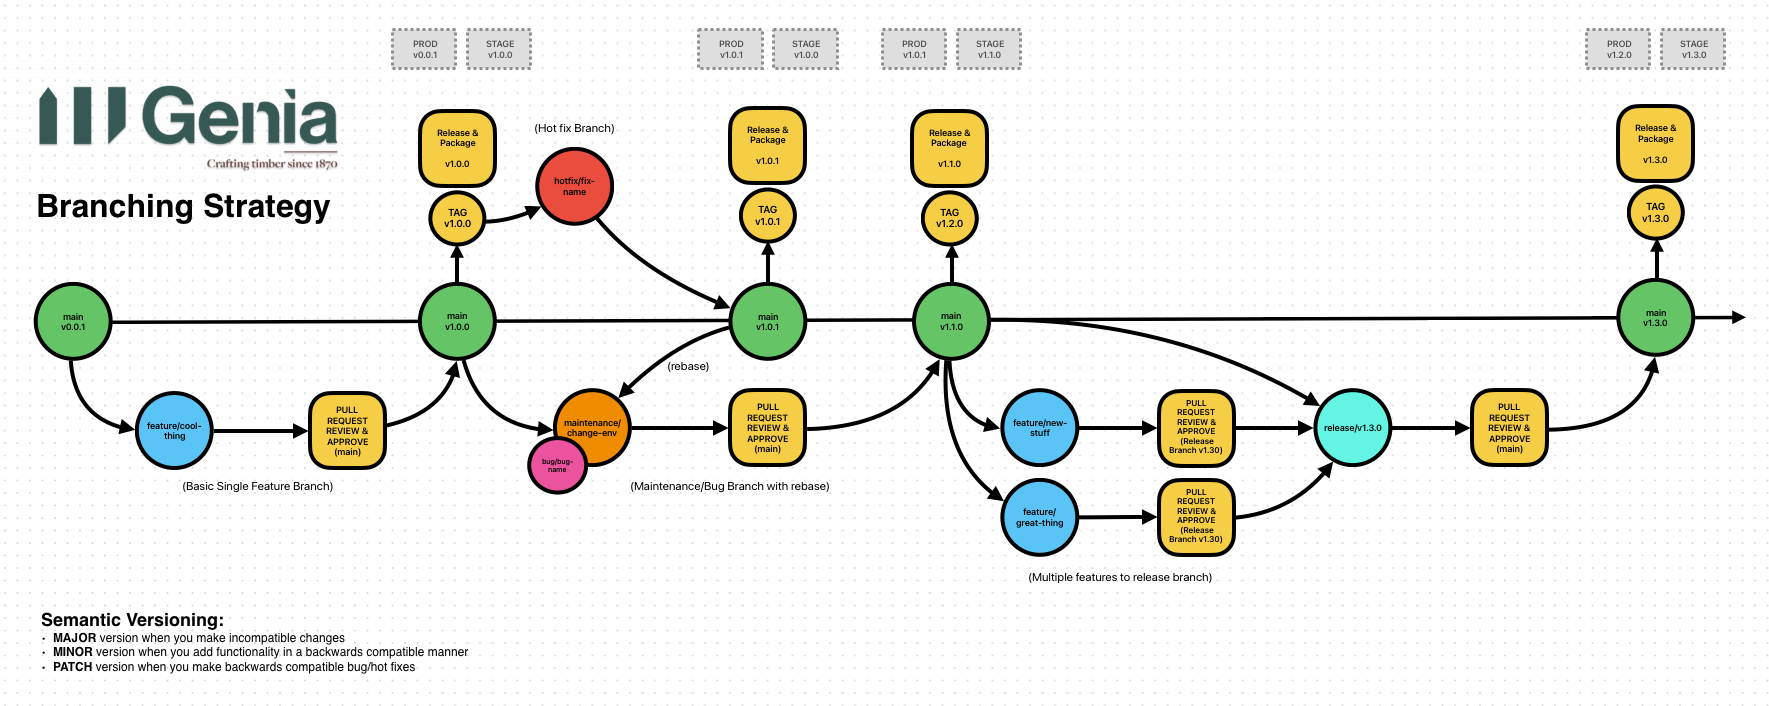 PROD
v0.0.1
STAGE
v1.0.0
PROD
v1.0.1
STAGE
v1.0.0
PROD
v1.0.1
STAGE
v1.1.0
PROD
v1.2.0
STAGE
v1.3.0
Genia
Crafting timber since 1870
Branching Strategy
Release &
Package
v1.0.0
TAG
v1.0.0
(Hot fix Branch)
hotfix/fix-
name
Release &
Package
v1.0.1
TAG
v1.0.1
Release &
Package
v1.1.0
TAG
v1.2.0
Release &
Package
v1.3.0
TAG
v1.3.0
main
v0.0.1
main
v1.0.0
main
v1.0.1
main
v1.1.0
main
v1.3.0
(rebase)
feature/cool-
thing
PULL
REQUEST
REVIEW &
APPROVE
(main)
(Basic Single Feature Branch)
maintenance/
change-env
bug/bug-
name
PULL
REQUEST
REVIEW &
APPROVE
(main)
(Maintenance/Bug Branch with rebase)
feature/new-
stuff
PULL
REQUEST
REVIEW &
APPROVE
(Release
Branch v1.30)
release/v1.3.0
PULL
REQUEST
REVIEW &
APPROVE
(main)
feature/
great-thing
PULL
REQUEST
REVIEW &
APPROVE
(Release
Branch v1.30)
(Multiple features to release branch)
Semantic Versioning:
· MAJOR version when you make incompatible changes
· MINOR version when you add functionality in a backwards compatible manner
· PATCH version when you make backwards compatible bug/hot fixes